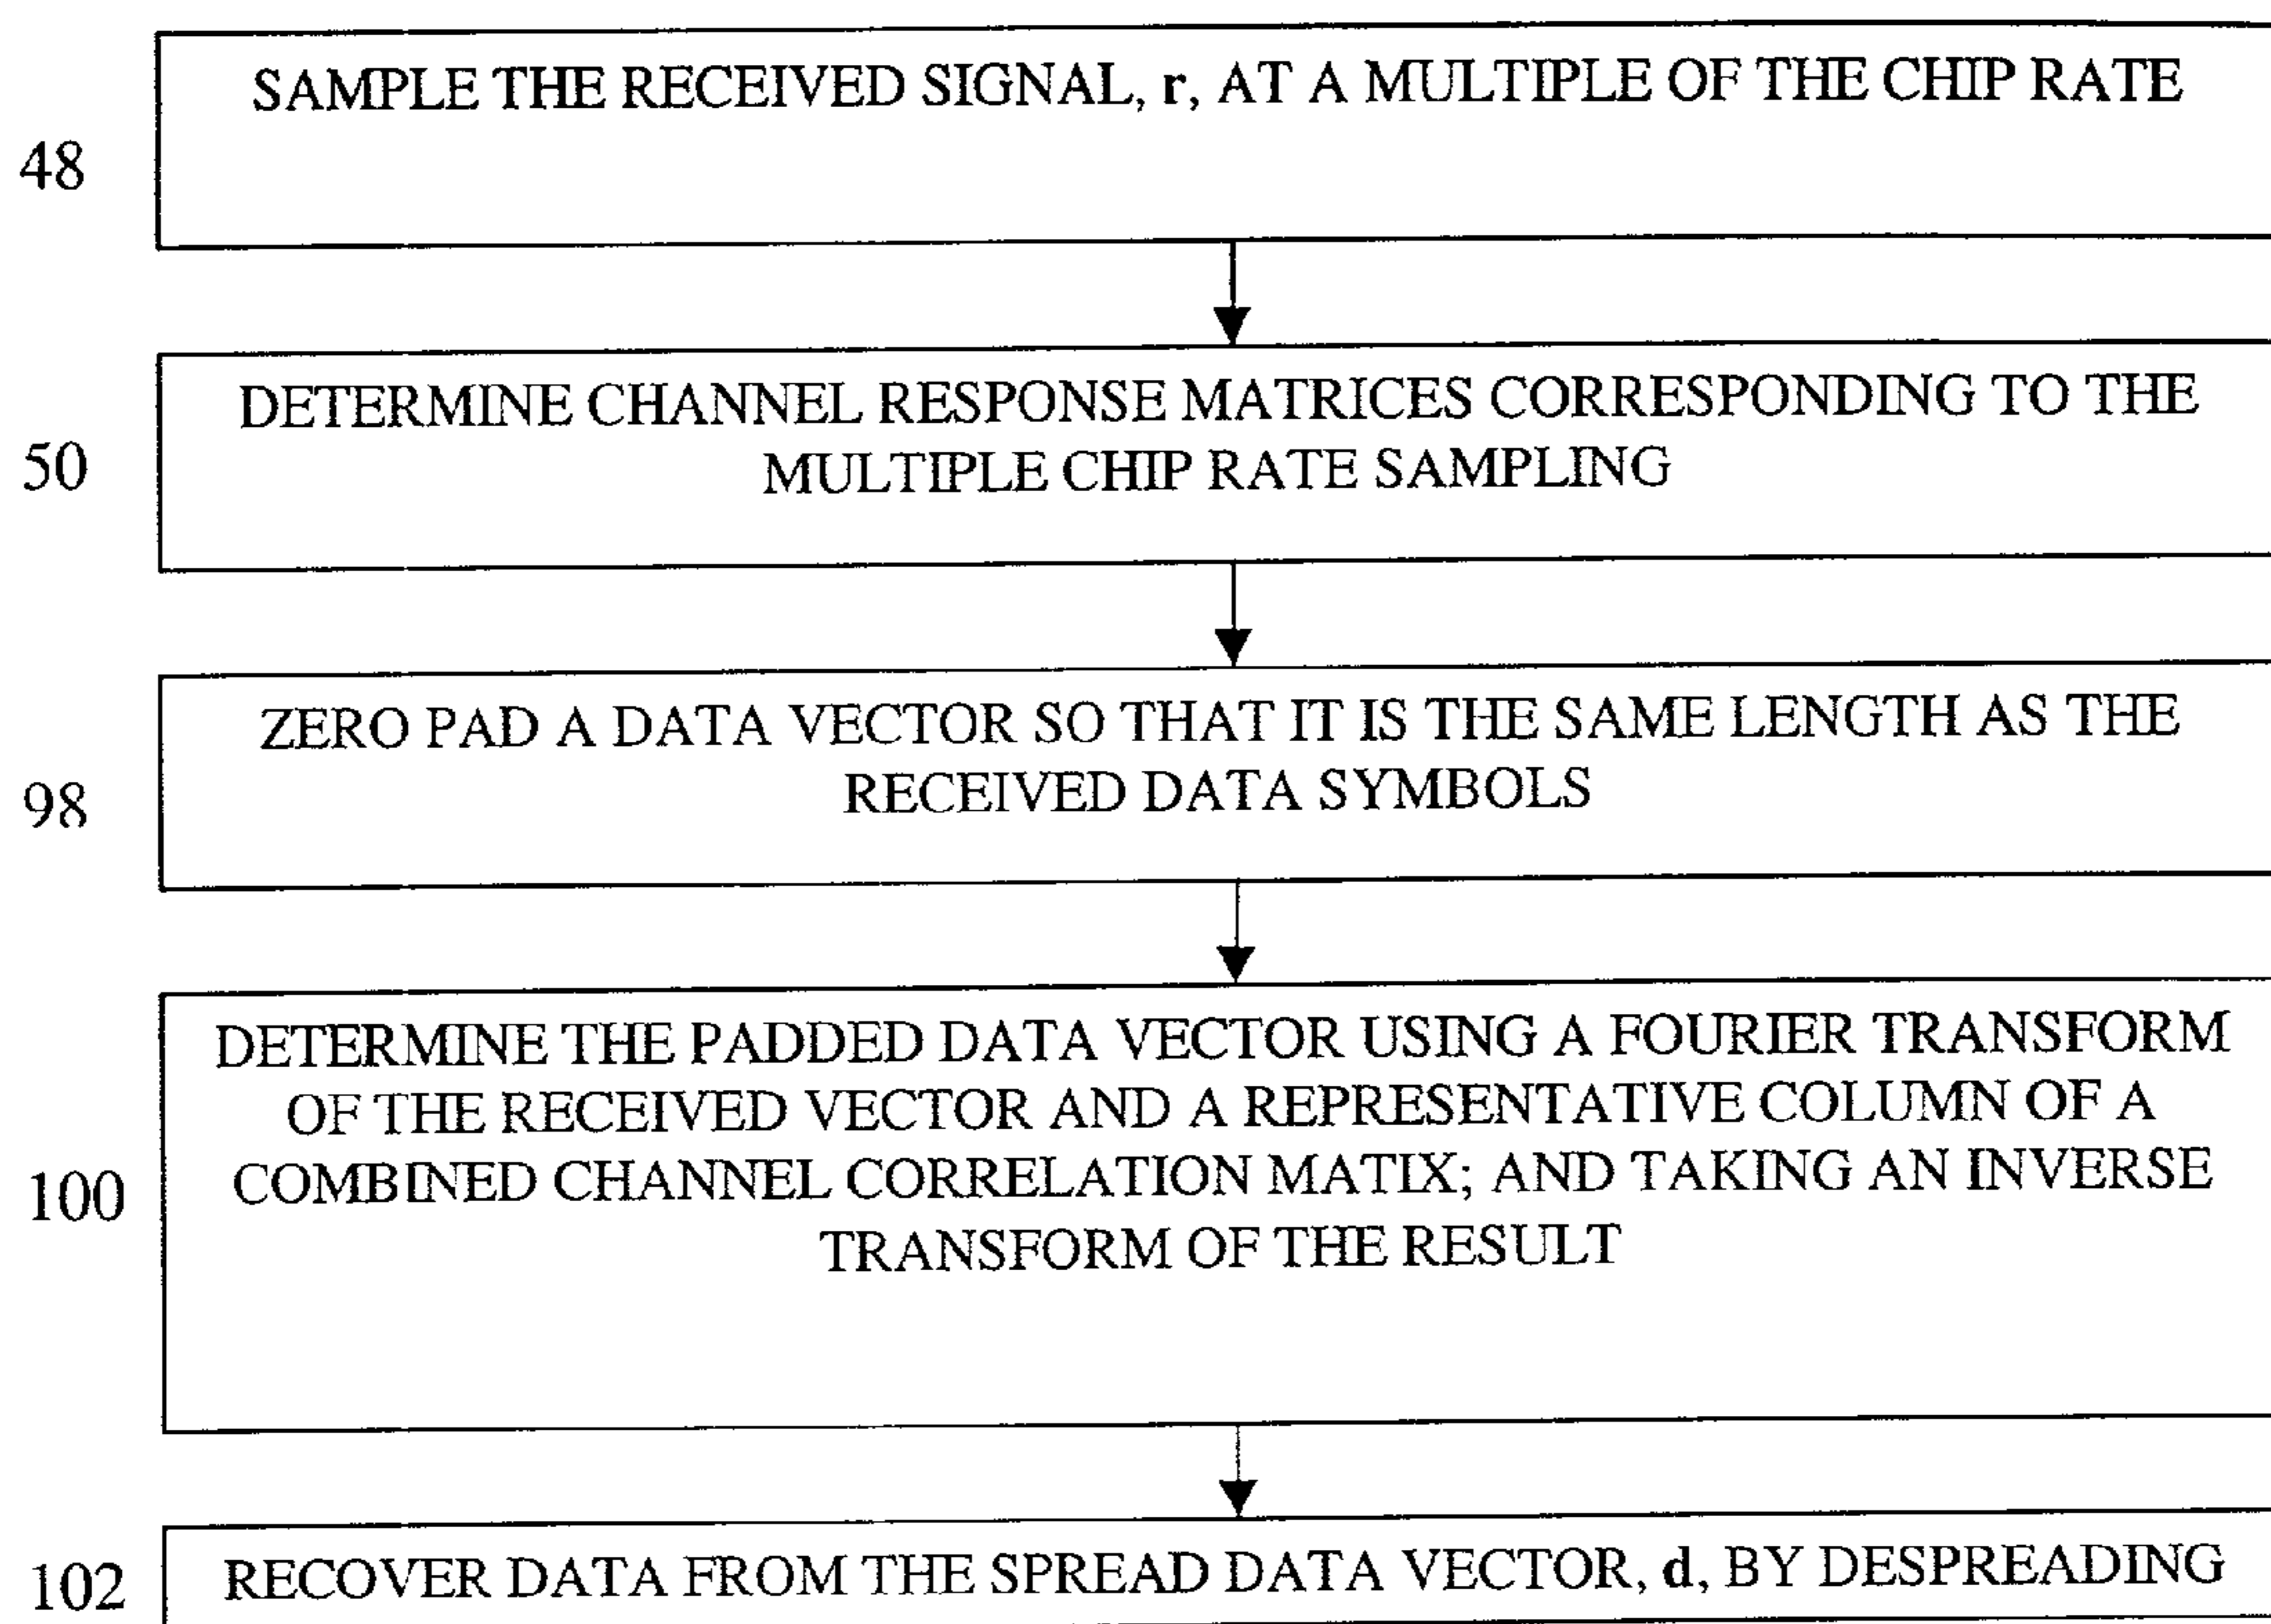 SAMPLE THE RECEIVED SIGNAL, r, AT A MULTIPLE OF THE CHIP RATE
48
DETERMINE CHANNEL RESPONSE MATRICES CORRESPONDING TO THE
MULTIPLE CHIP RATE SAMPLING
50
ZERO PAD A DATA VECTOR SO THAT IT IS THE SAME LENGTH AS THE
RECEIVED DATA SYMBOLS
98
DETERMINE THE PADDED DATA VECTOR USING A FOURIER TRANSFORM
OF THE RECEIVED VECTOR AND A REPRESENTATIVE COLUMN OF A
COMBINED CHANNEL CORRELATION MATIX; AND TAKING AN INVERSE
TRANSFORM OF THE RESULT
100
RECOVER DATA FROM THE SPREAD DATA VECTOR, d, BY DESPREADING
102